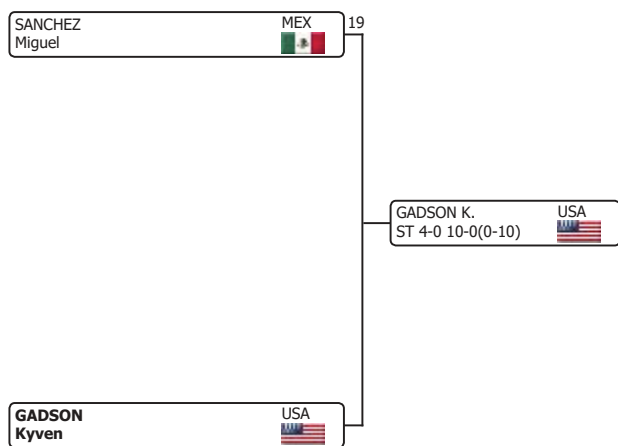 SANCHEZ MEX 19
Miguel
GADSON K. USA
ST 4-0 10-0(0-10)
GADSON USA
Kyven